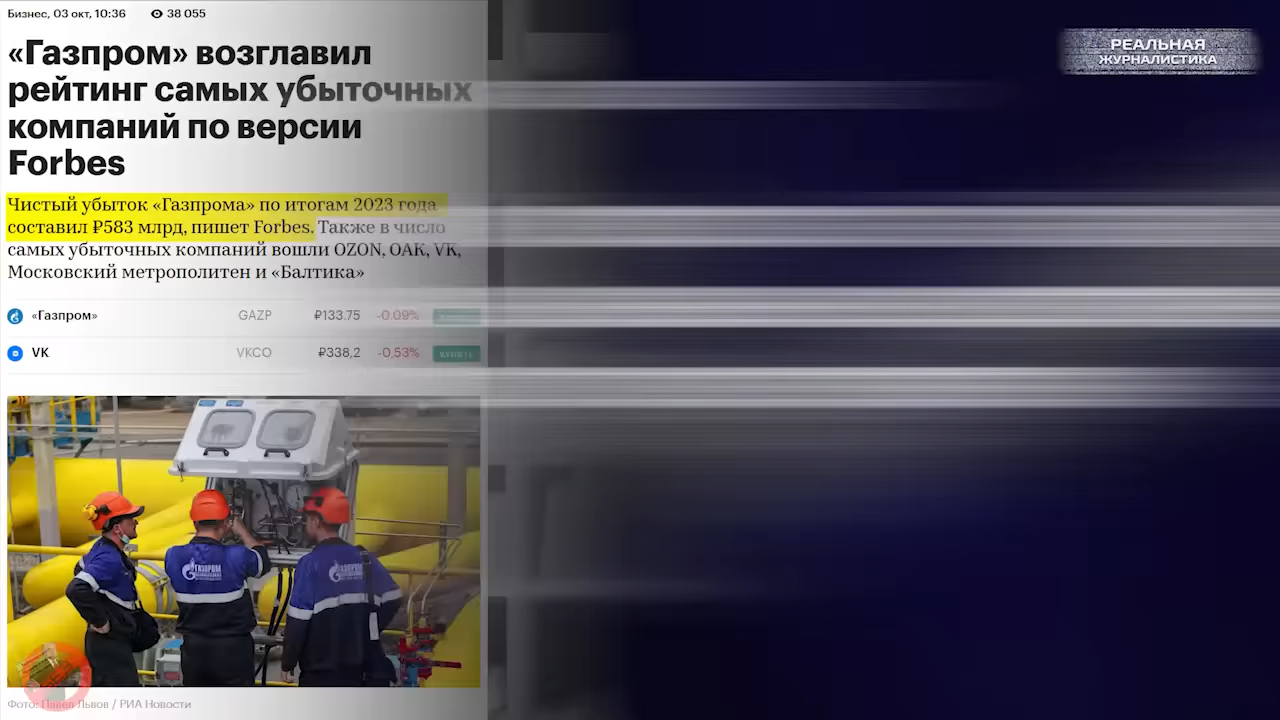 Бизнес, 03 окт, 10:36 38 055
РЕАЛЬНАЯ
ЖУРНАЛИСТИКА
«Газпром» возглавил
рейтинг самых убыточных
компаний по версии
Forbes
Чистый убыток «Газпрома» по итогам 2023 года
составил ₽583 млрд, пишет Forbes. Также в число
самых убыточных компаний вошли OZON, ОАК, VK,
Московский метрополитен и «Балтика»
«Газпром» GAZP ₽133.75 -0.09%
VK VKCO ₽338,2 -0,53%
ГАЗПРОМ
ГАЗПРОМ
Фото: Павел Львов / РИА Новости